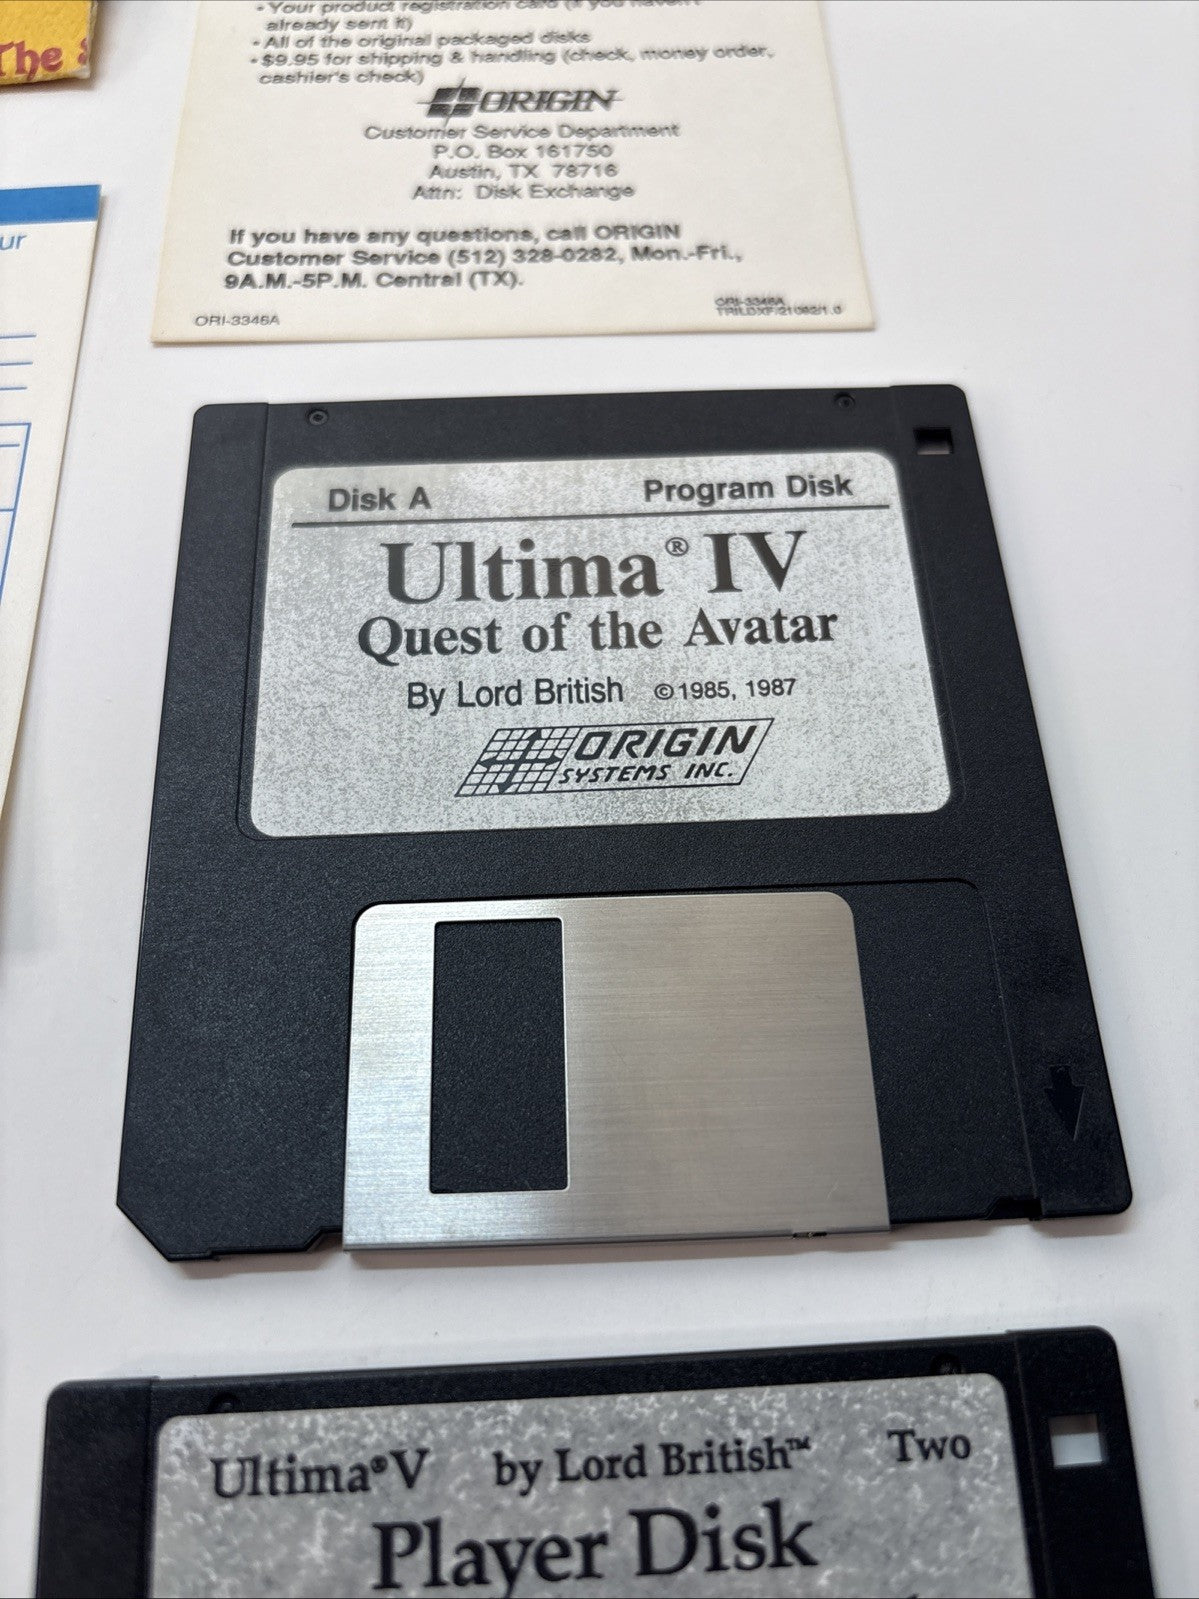 The
ur
• Your product registration card (if you haven't
already sent it)
• All of the original packaged disks
• $9.95 for shipping & handling (check, money order,
cashier's check)
ORIGIN
Customer Service Department
P.O. Box 161750
Austin, TX 78716
Attn: Disk Exchange
If you have any questions, call ORIGIN
Customer Service (512) 328-0282, Mon.-Fri.,
9A.M.-5P.M. Central (TX).
ORI-3346A
ORI-3346A
Disk A Program Disk
Ultima® IV
Quest of the Avatar
By Lord British ©1985, 1987
ORIGIN
SYSTEMS INC.
Ultima® V by Lord British™ Two
Player Disk